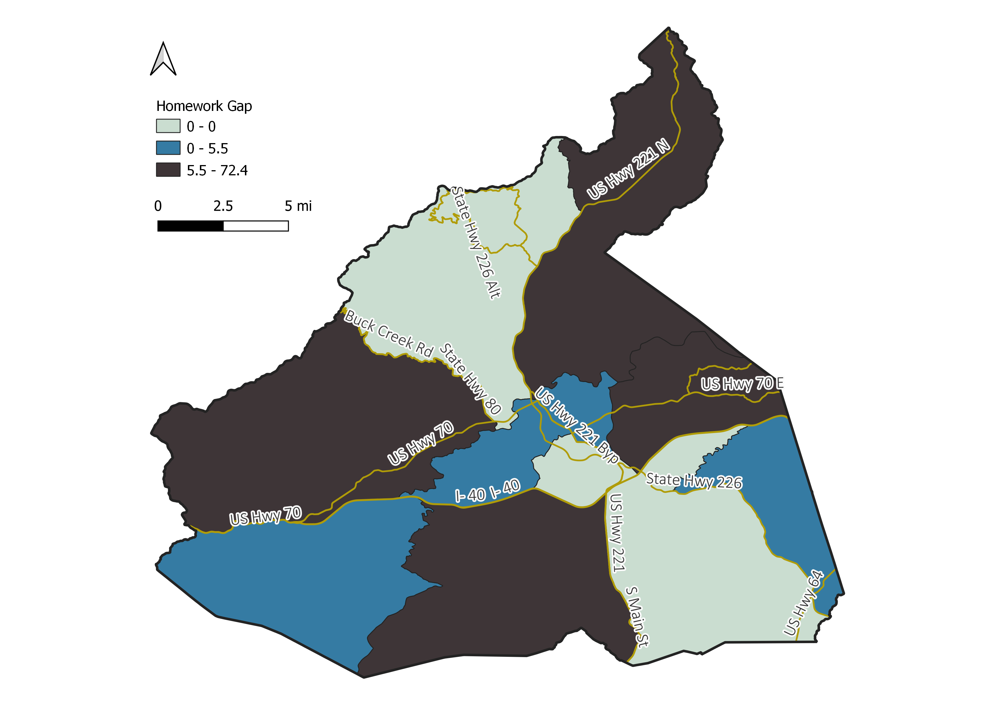 Homework Gap
0 - 0
0 - 5.5
5.5 - 72.4
0 2.5 5 mi
US Hwy 221 N
State Hwy 226 Alt
Buck Creek Rd
State Hwy 80
US Hwy 70 E
US Hwy 221 Byp
US Hwy 70
State Hwy 226
I- 40 I- 40
US Hwy 70
US Hwy 221
US Hwy 64
S Main St